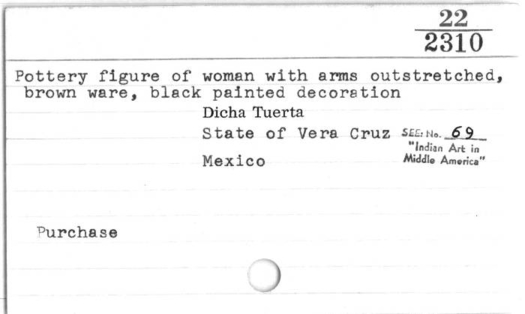 22
2310
Pottery figure of woman with arms outstretched,
brown ware, black painted decoration
Dicha Tuerta
State of Vera Cruz SEE: No. 69
"Indian Art in
Mexico Middle America"
Purchase